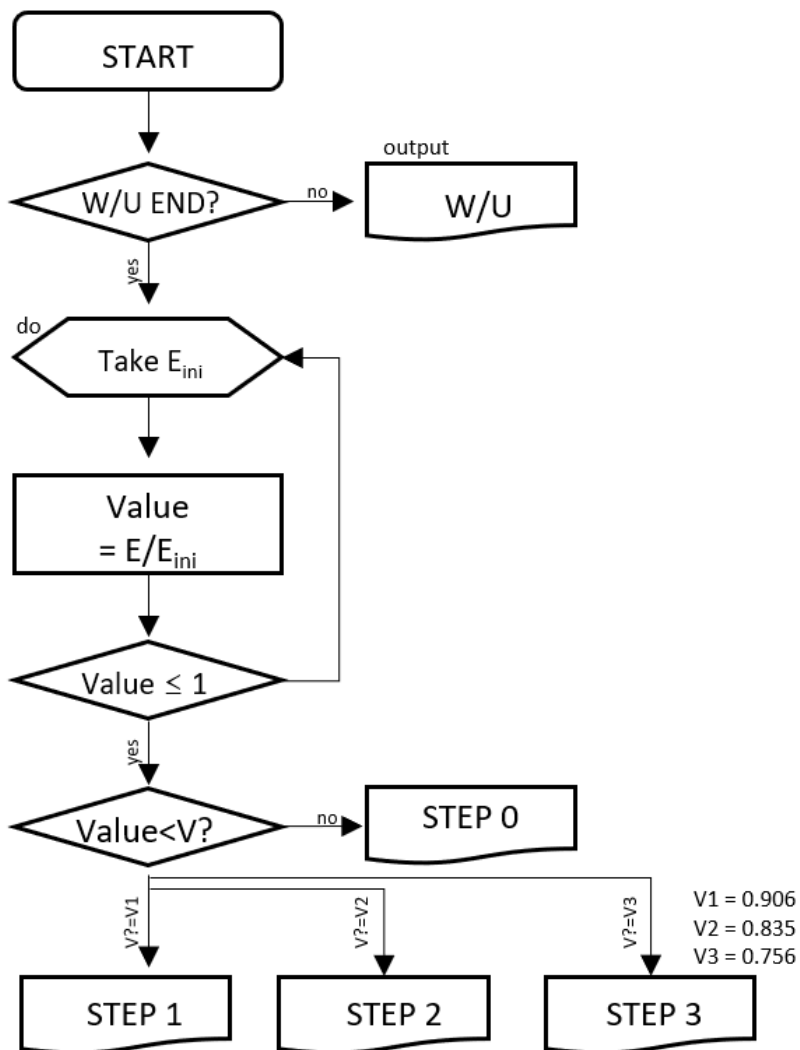 START
output
W/U END?
no
W/U
yes
do
Take Eini
Value
= E/Eini
Value ≤ 1
yes
Value<V?
no
STEP 0
V?=V1
V?=V2
V?=V3
V1 = 0.906
V2 = 0.835
V3 = 0.756
STEP 1
STEP 2
STEP 3